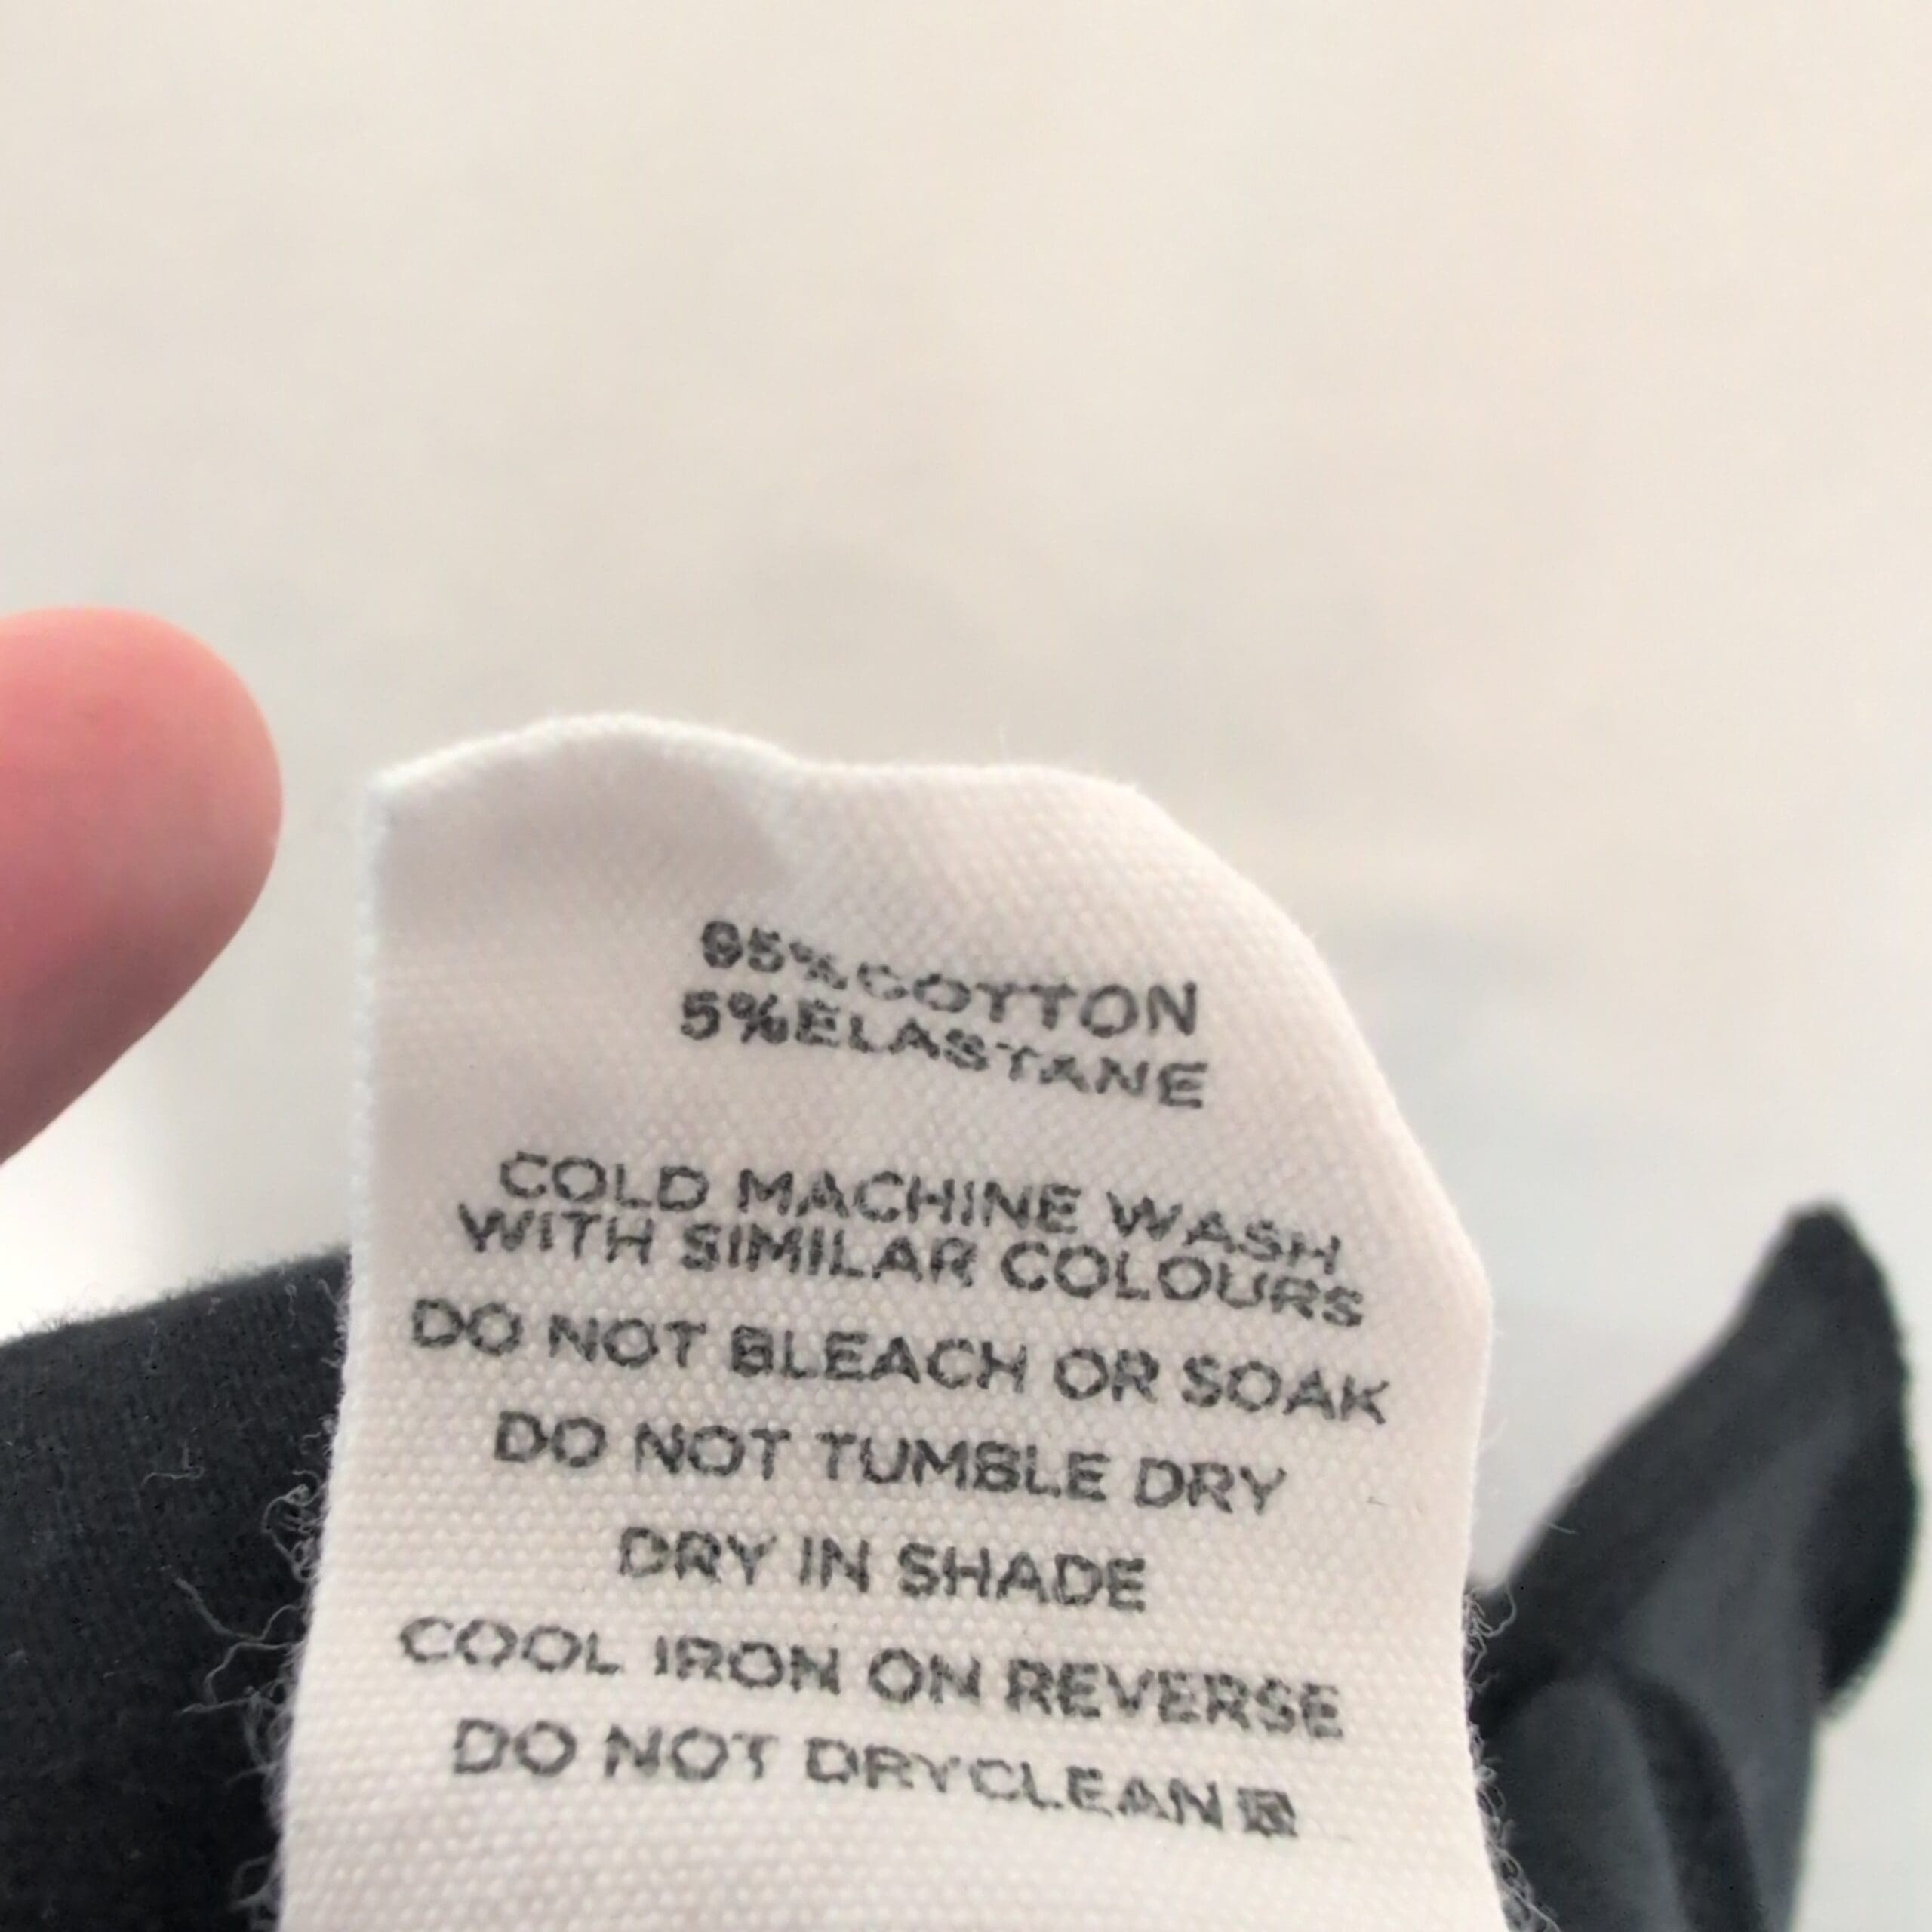 95%COTTON
5%ELASTANE
COLD MACHINE WASH
WITH SIMILAR COLOURS
DO NOT BLEACH OR SOAK
DO NOT TUMBLE DRY
DRY IN SHADE
COOL IRON ON REVERSE
DO NOT DRYCLEAN